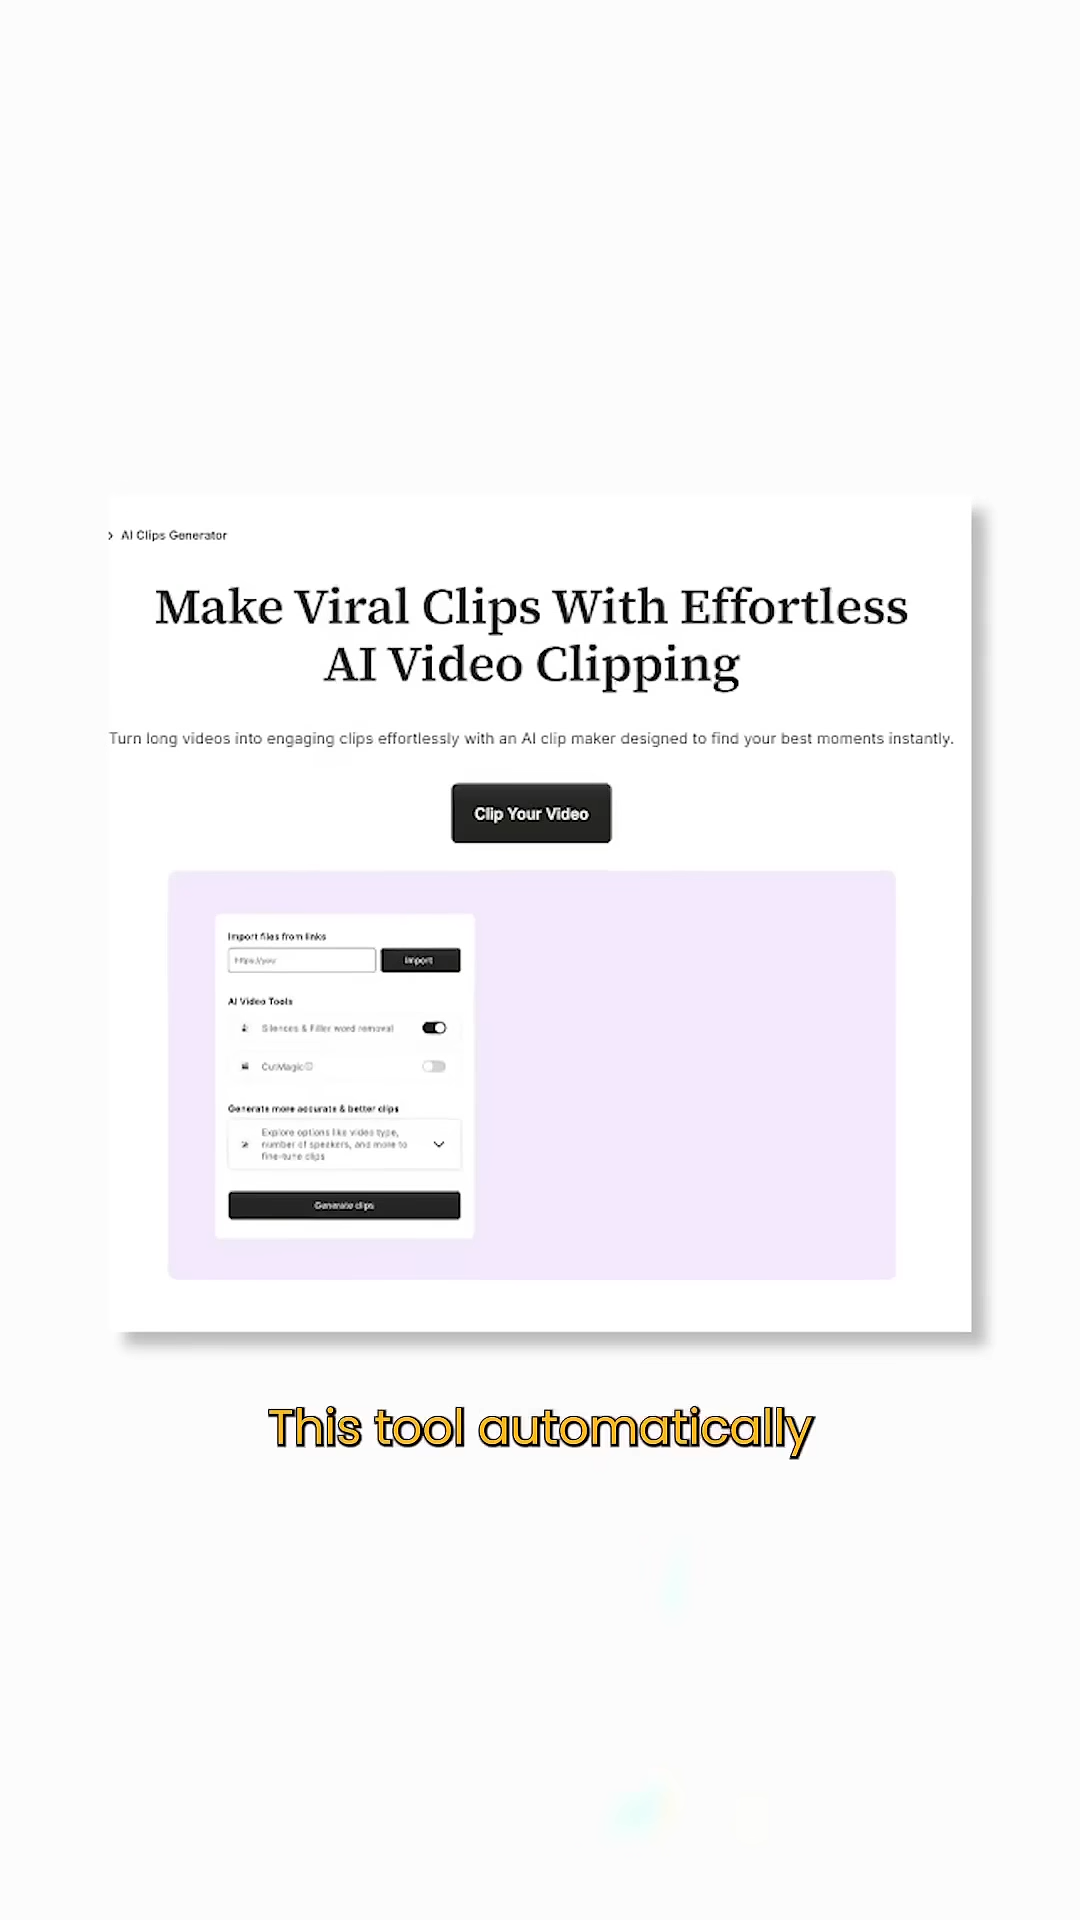 › AI Clips Generator
Make Viral Clips With Effortless
AI Video Clipping
Turn long videos into engaging clips effortlessly with an AI clip maker designed to find your best moments instantly.
Clip Your Video
Import files from links
https://you
Import
AI Video Tools
Silences & Filler word removal
CutMagic
Generate more accurate & better clips
Explore options like video type,
number of speakers, and more to
fine-tune clips
Generate clips
This tool automatically